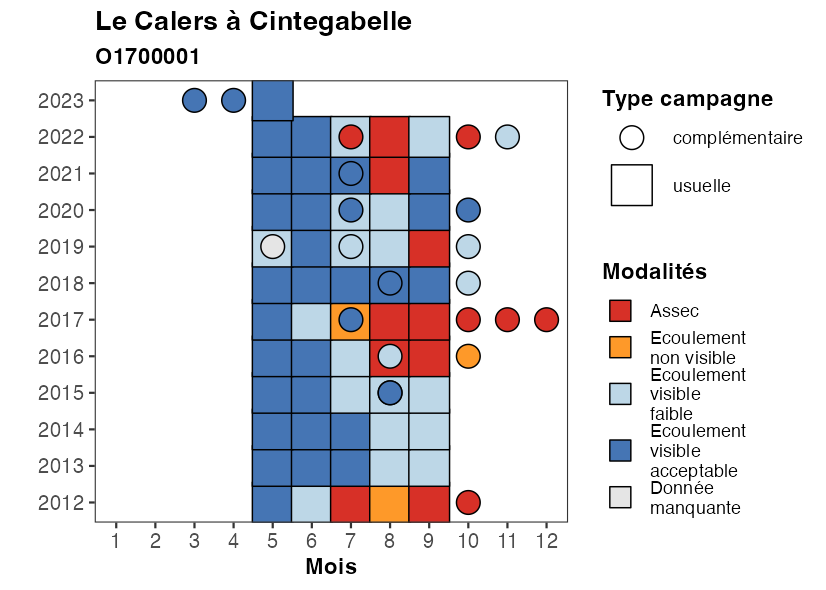 Le Calers à Cintegabelle
O1700001
2023
2022
2021
2020
2019
2018
2017
2016
2015
2014
2013
2012
1 2 3 4 5 6 7 8 9 10 11 12
Mois
Type campagne
complémentaire
usuelle
Modalités
Assec
Ecoulement
non visible
Ecoulement
visible
faible
Ecoulement
visible
acceptable
Donnée
manquante